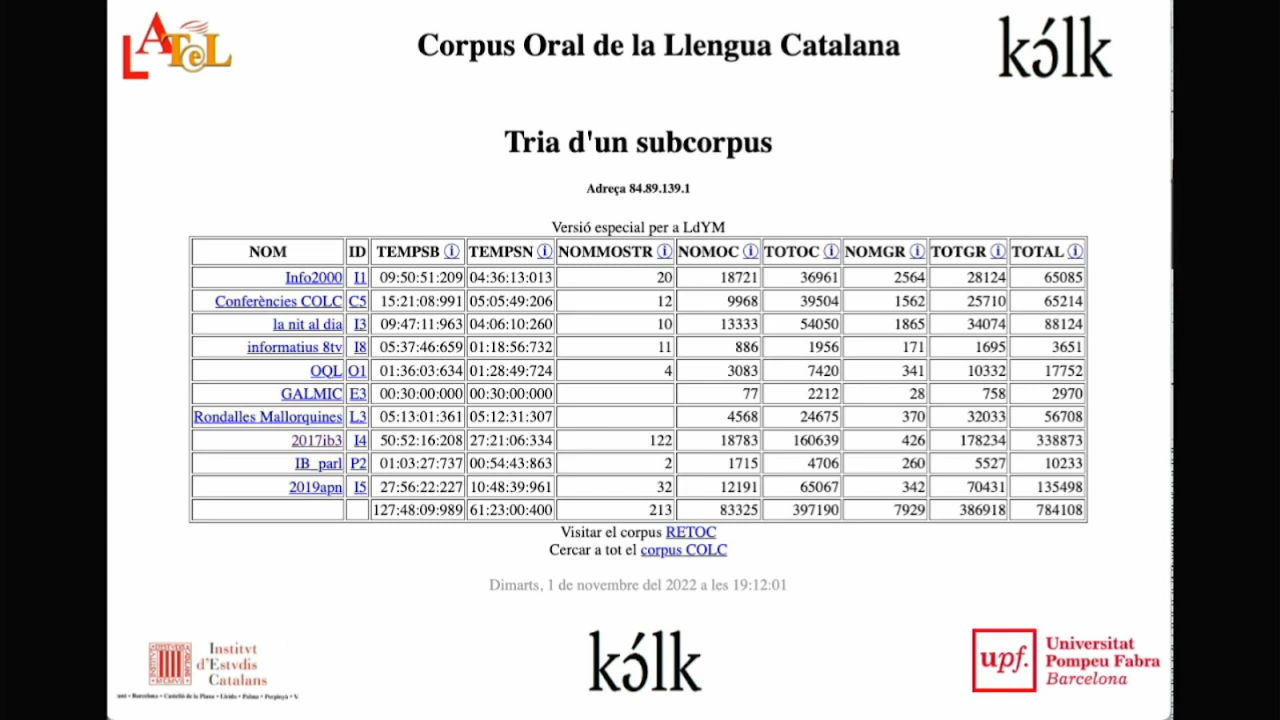 LATEL
Corpus Oral de la Llengua Catalana
kɔ́lk
Tria d'un subcorpus
Adreça 84.89.139.1
Versió especial per a LdYM
NOM ID TEMPSB TEMPSN NOMMOSTR NOMOC TOTOC NOMGR TOTGR TOTAL
Info2000 I1 09:50:51:209 04:36:13:013 20 18721 36961 2564 28124 65085
Conferències COLC C5 15:21:08:991 05:05:49:206 12 9968 39504 1562 25710 65214
la nit al dia I3 09:47:11:963 04:06:10:260 10 13333 54050 1865 34074 88124
informatius 8tv I8 05:37:46:659 01:18:56:732 11 886 1956 171 1695 3651
OQL O1 01:36:03:634 01:28:49:724 4 3083 7420 341 10332 17752
GALMIC E3 00:30:00:000 00:30:00:000 77 2212 28 758 2970
Rondalles Mallorquines L3 05:13:01:361 05:12:31:307 4568 24675 370 32033 56708
2017ib3 I4 50:52:16:208 27:21:06:334 122 18783 160639 426 178234 338873
IB_parl P2 01:03:27:737 00:54:43:863 2 1715 4706 260 5527 10233
2019apn I5 27:56:22:227 10:48:39:961 32 12191 65067 342 70431 135498
127:48:09:989 61:23:00:400 213 83325 397190 7929 386918 784108
Visitar el corpus RETOC
Cercar a tot el corpus COLC
Dimarts, 1 de novembre del 2022 a les 19:12:01
Institvt
d'Estvdis
Catalans
kɔ́lk
upf.
Universitat
Pompeu Fabra
Barcelona